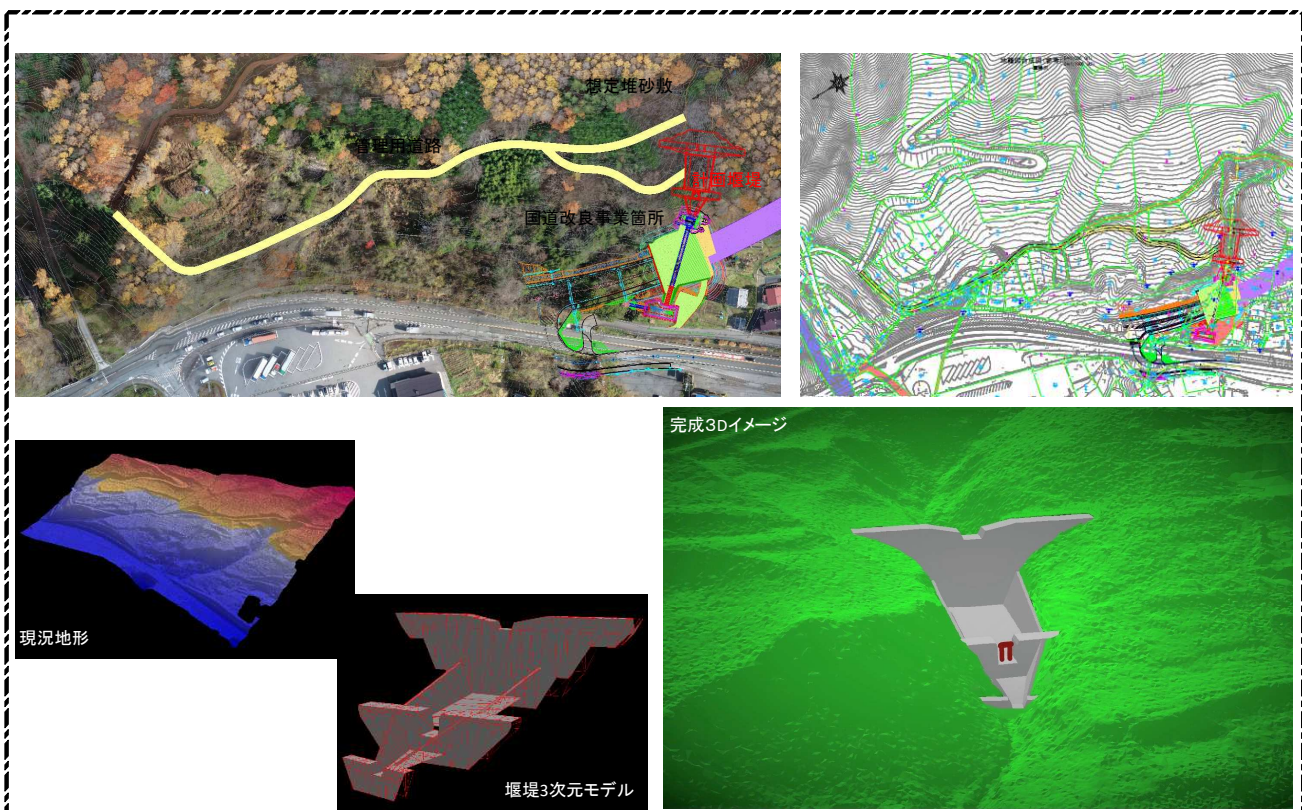 想定堆砂敷
管理用道路
計画堰堤
国道改良事業箇所
完成3Dイメージ
現況地形
堰堤3次元モデル